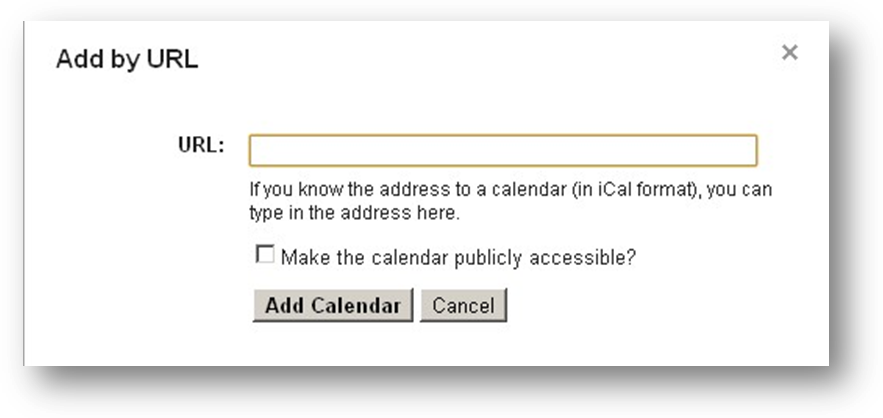 Add by URL
×
URL:
If you know the address to a calendar (in iCal format), you can
type in the address here.
Make the calendar publicly accessible?
Add Calendar Cancel